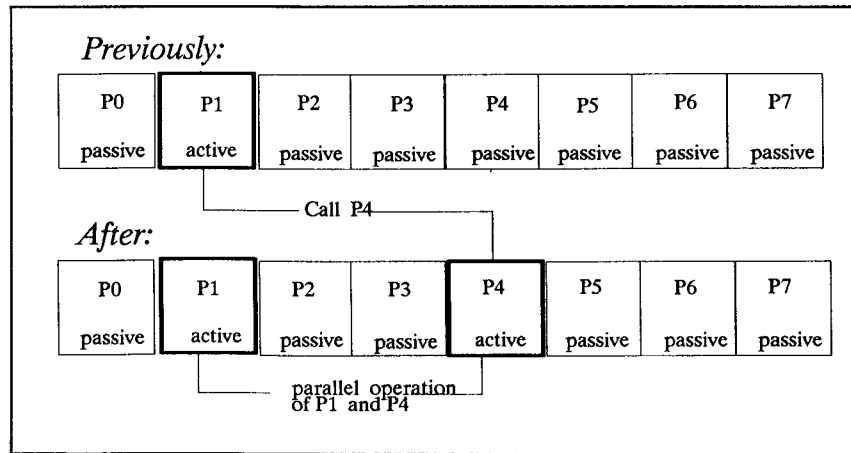 Previously:
P0 P1 P2 P3 P4 P5 P6 P7
passive active passive passive passive passive passive passive
Call P4
After:
P0 P1 P2 P3 P4 P5 P6 P7
passive active passive passive active passive passive passive
parallel operation
of P1 and P4